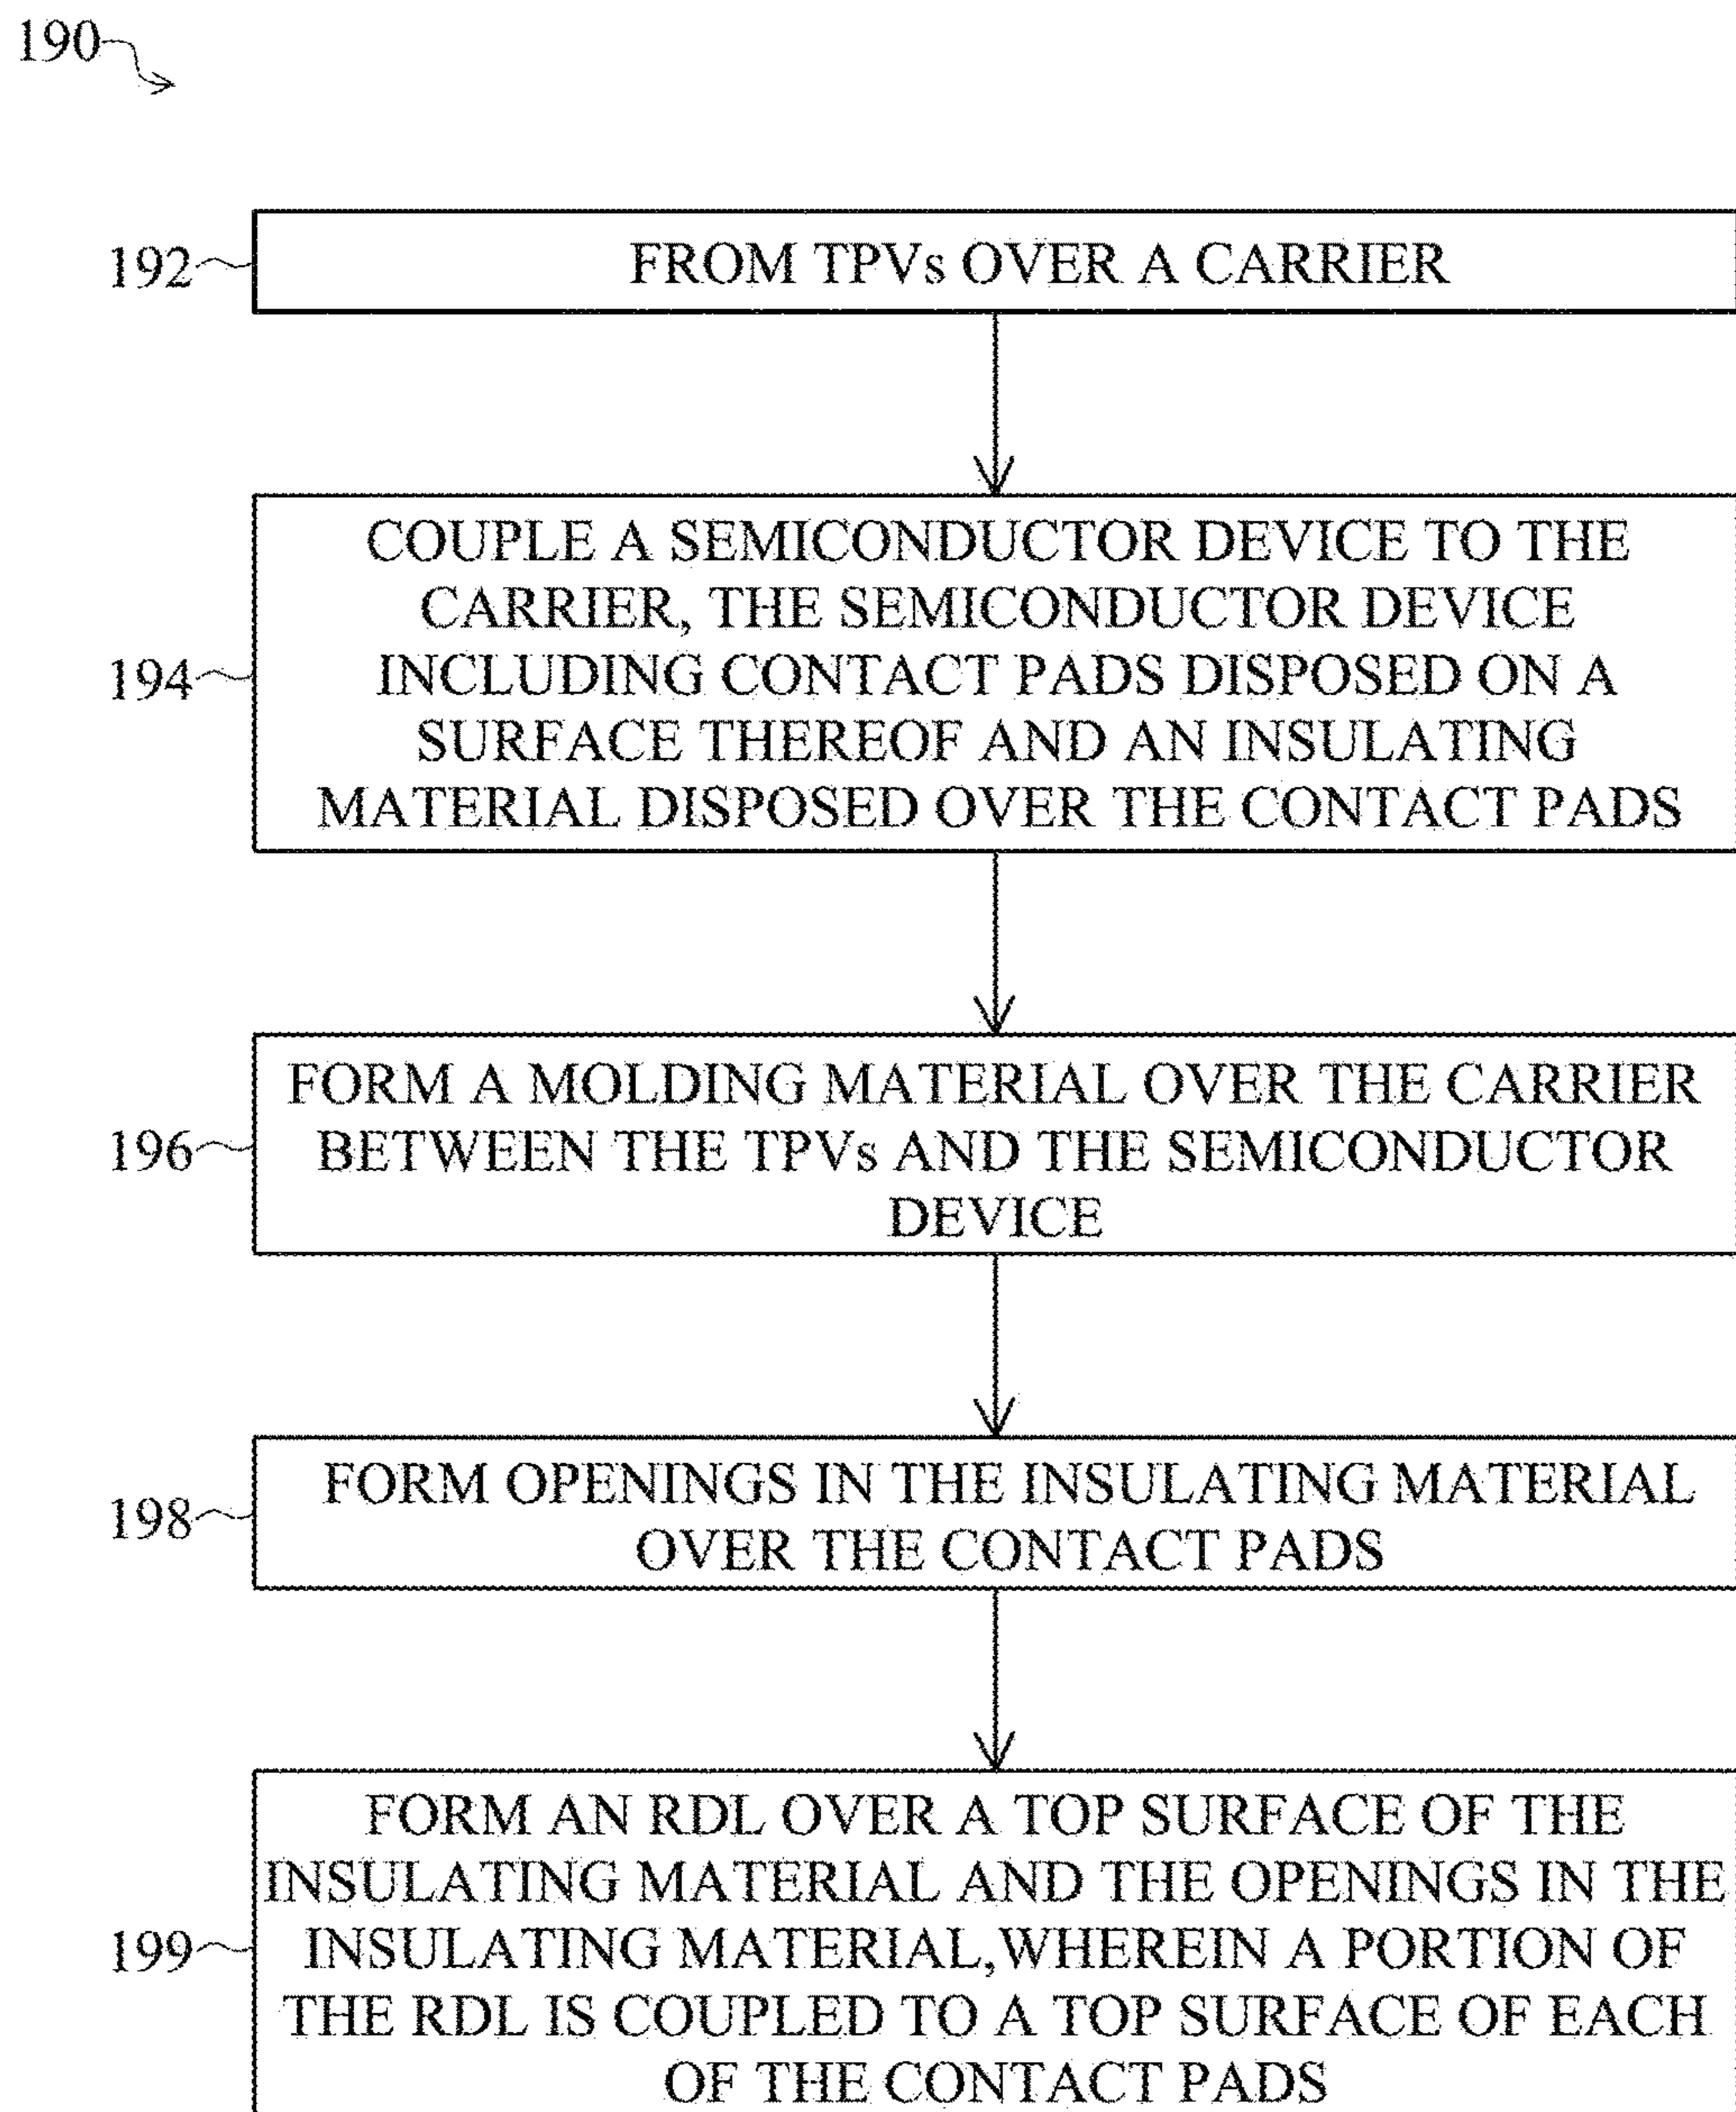 190
192
FROM TPVs OVER A CARRIER
194
COUPLE A SEMICONDUCTOR DEVICE TO THE
CARRIER, THE SEMICONDUCTOR DEVICE
INCLUDING CONTACT PADS DISPOSED ON A
SURFACE THEREOF AND AN INSULATING
MATERIAL DISPOSED OVER THE CONTACT PADS
196
FORM A MOLDING MATERIAL OVER THE CARRIER
BETWEEN THE TPVs AND THE SEMICONDUCTOR
DEVICE
198
FORM OPENINGS IN THE INSULATING MATERIAL
OVER THE CONTACT PADS
199
FORM AN RDL OVER A TOP SURFACE OF THE
INSULATING MATERIAL AND THE OPENINGS IN THE
INSULATING MATERIAL,WHEREIN A PORTION OF
THE RDL IS COUPLED TO A TOP SURFACE OF EACH
OF THE CONTACT PADS